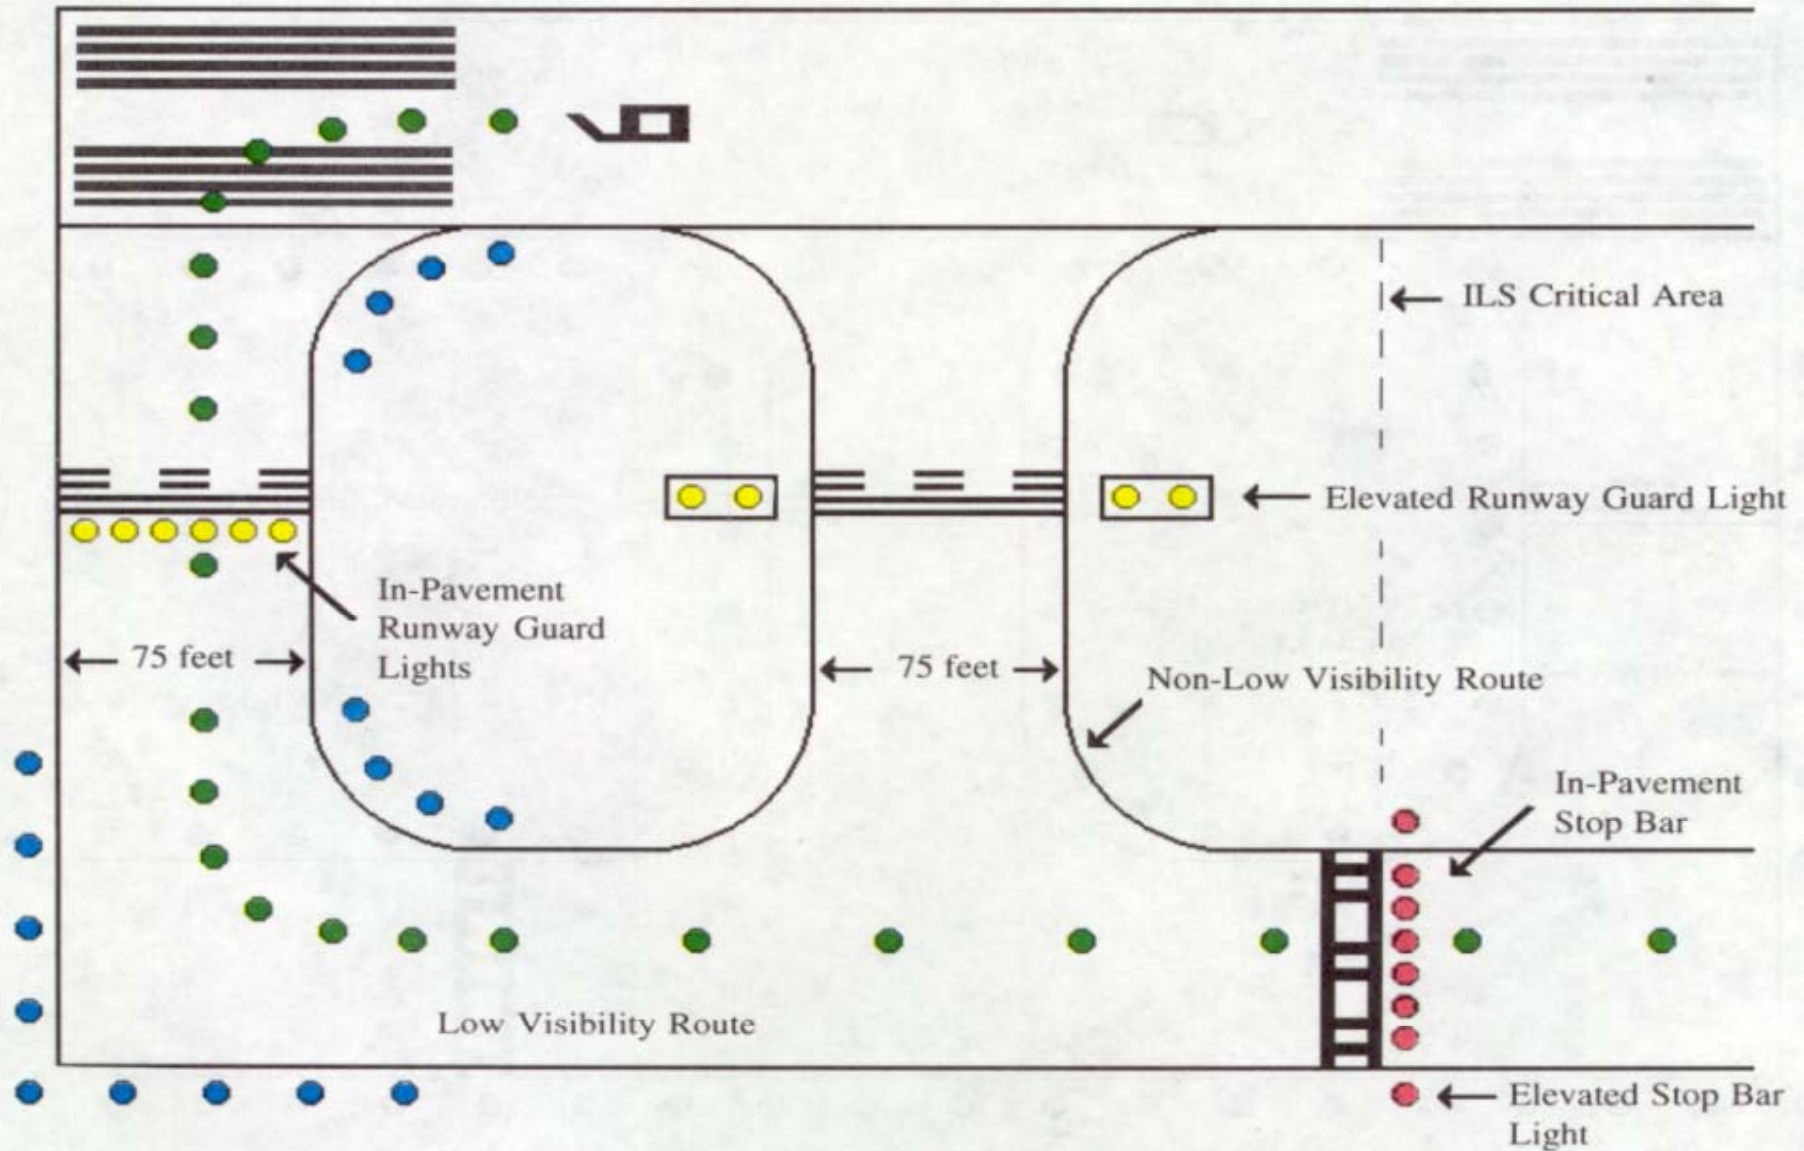 9
ILS Critical Area
Elevated Runway Guard Light
In-Pavement
Runway Guard
Lights
75 feet
75 feet
Non-Low Visibility Route
In-Pavement
Stop Bar
Low Visibility Route
Elevated Stop Bar
Light